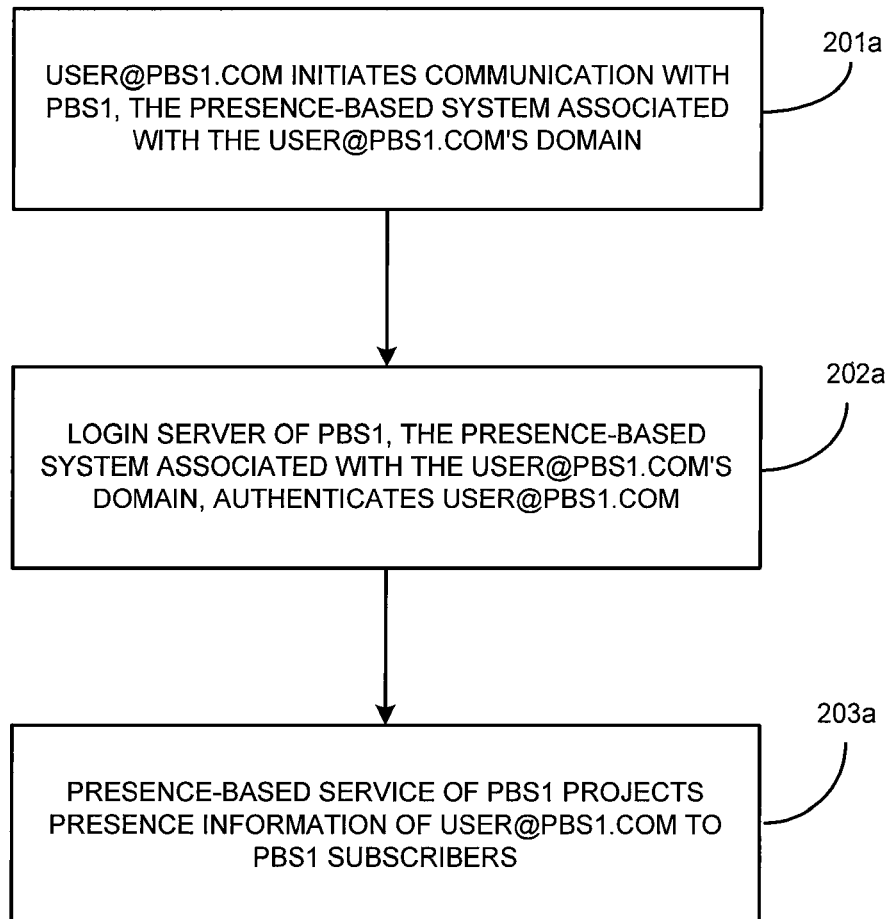 201a
USER@PBS1.COM INITIATES COMMUNICATION WITH
PBS1, THE PRESENCE-BASED SYSTEM ASSOCIATED
WITH THE USER@PBS1.COM'S DOMAIN
202a
LOGIN SERVER OF PBS1, THE PRESENCE-BASED
SYSTEM ASSOCIATED WITH THE USER@PBS1.COM'S
DOMAIN, AUTHENTICATES USER@PBS1.COM
203a
PRESENCE-BASED SERVICE OF PBS1 PROJECTS
PRESENCE INFORMATION OF USER@PBS1.COM TO
PBS1 SUBSCRIBERS